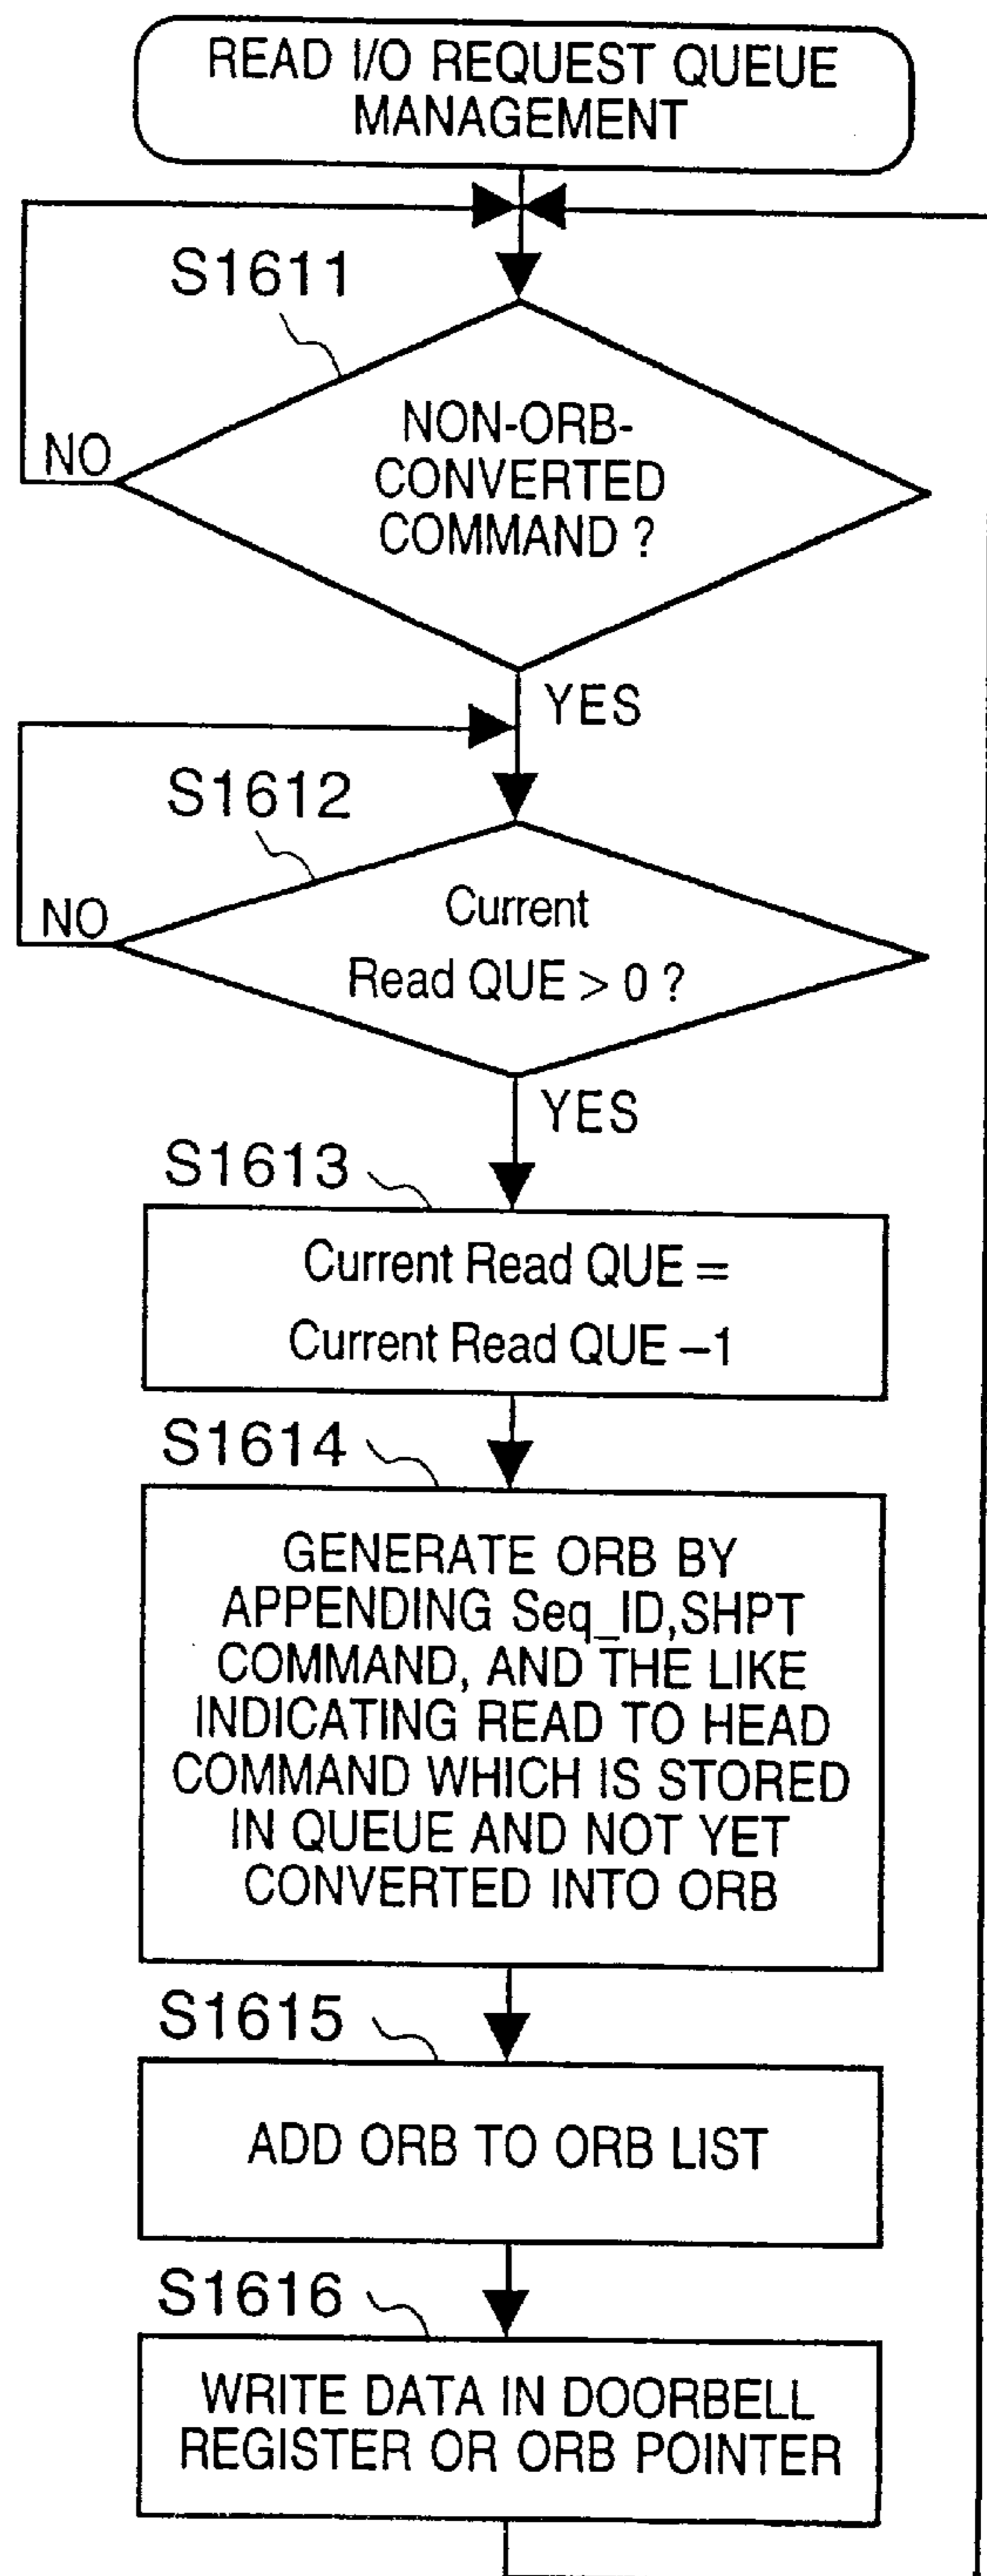 READ I/O REQUEST QUEUE
MANAGEMENT
S1611
NON-ORB-
CONVERTED
COMMAND ?
NO
YES
S1612
Current
Read QUE > 0 ?
NO
YES
S1613
Current Read QUE =
Current Read QUE –1
S1614
GENERATE ORB BY
APPENDING Seq_ID,SHPT
COMMAND, AND THE LIKE
INDICATING READ TO HEAD
COMMAND WHICH IS STORED
IN QUEUE AND NOT YET
CONVERTED INTO ORB
S1615
ADD ORB TO ORB LIST
S1616
WRITE DATA IN DOORBELL
REGISTER OR ORB POINTER